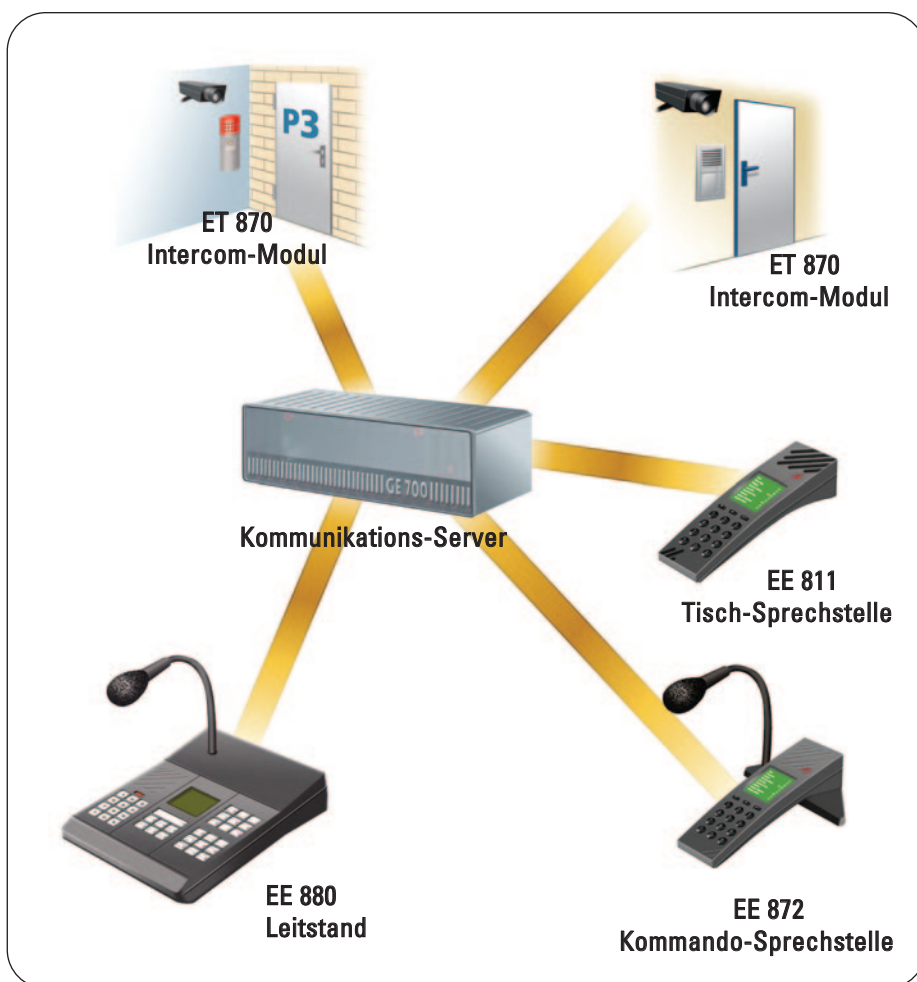 P3
ET 870
Intercom-Modul
ET 870
Intercom-Modul
GE 700
Kommunikations-Server
EE 811
Tisch-Sprechstelle
EE 880
Leitstand
EE 872
Kommando-Sprechstelle